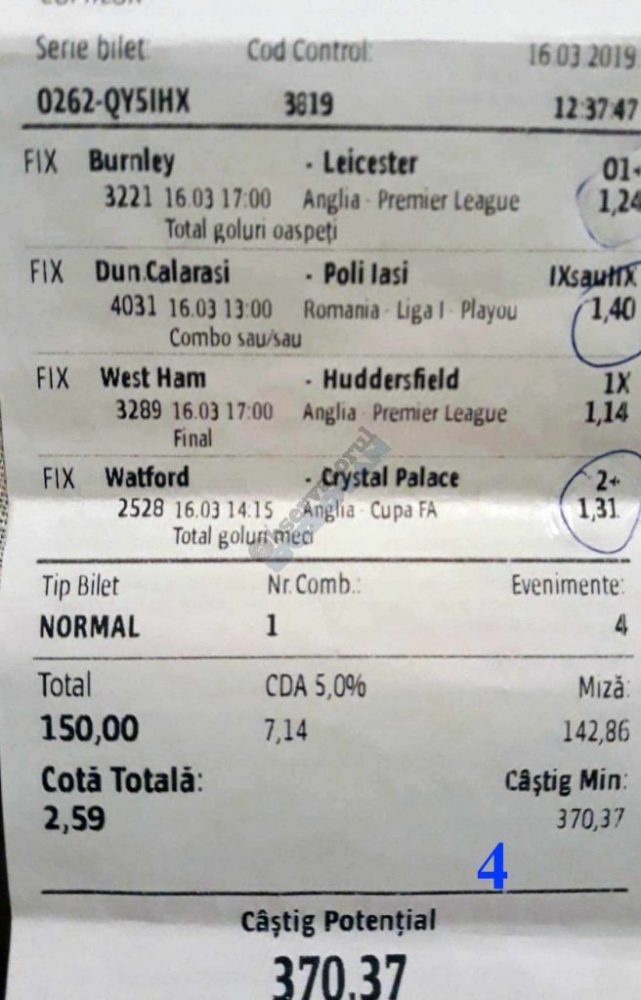 Serie bilet: Cod Control: 16.03.2019
0262-QY5IHX 3819 12:37:47
FIX Burnley - Leicester 01+
3221 16.03 17:00 Anglia - Premier League 1,24
Total goluri oaspeți
FIX Dun.Calarasi - Poli Iasi IXsauIIX
4031 16.03 13:00 Romania - Liga I - Playou 1,40
Combo sau/sau
FIX West Ham - Huddersfield 1X
3289 16.03 17:00 Anglia - Premier League 1,14
Final
FIX Watford - Crystal Palace 2+
2528 16.03 14:15 Anglia - Cupa FA 1,31
Total goluri meci
Tip Bilet Nr.Comb.: Evenimente:
NORMAL 1 4
Total CDA 5,0% Miză:
150,00 7,14 142,86
Cotă Totală: Câștig Min:
2,59 370,37
4
Câștig Potențial
370,37